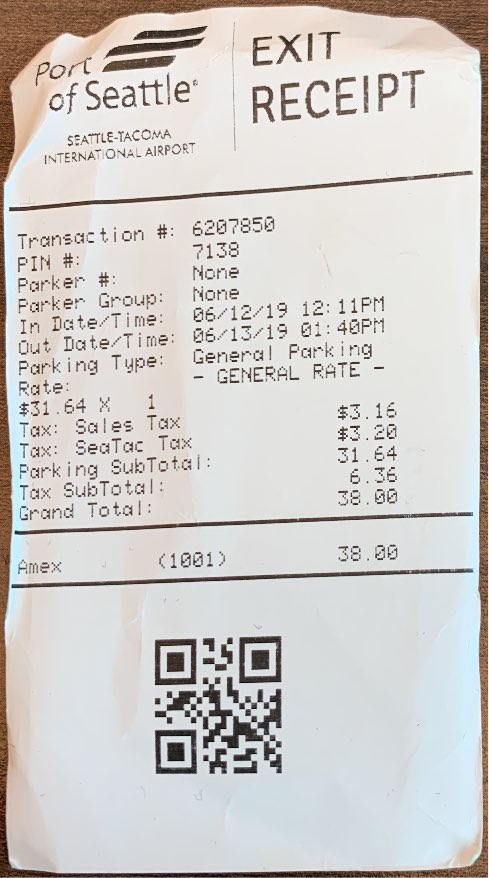 Port
of Seattle®
SEATTLE-TACOMA
INTERNATIONAL AIRPORT
EXIT
RECEIPT
Transaction #: 6207850
PIN #: 7138
Parker #: None
Parker Group: None
In Date/Time: 06/12/19 12:11PM
Out Date/Time: 06/13/19 01:40PM
Parking Type: General Parking
Rate: - GENERAL RATE -
$31.64 X 1
Tax: Sales Tax $3.16
Tax: SeaTac Tax $3.20
Parking SubTotal: 31.64
Tax SubTotal: 6.36
Grand Total: 38.00
Amex (1001) 38.00